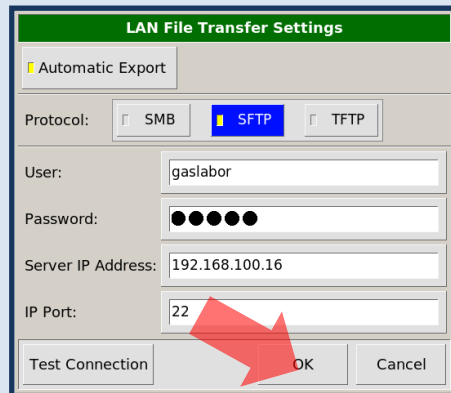 LAN File Transfer Settings
Automatic Export
Protocol: SMB SFTP TFTP
User: gaslabor
Password: ●●●●●
Server IP Address: 192.168.100.16
IP Port: 22
Test Connection OK Cancel